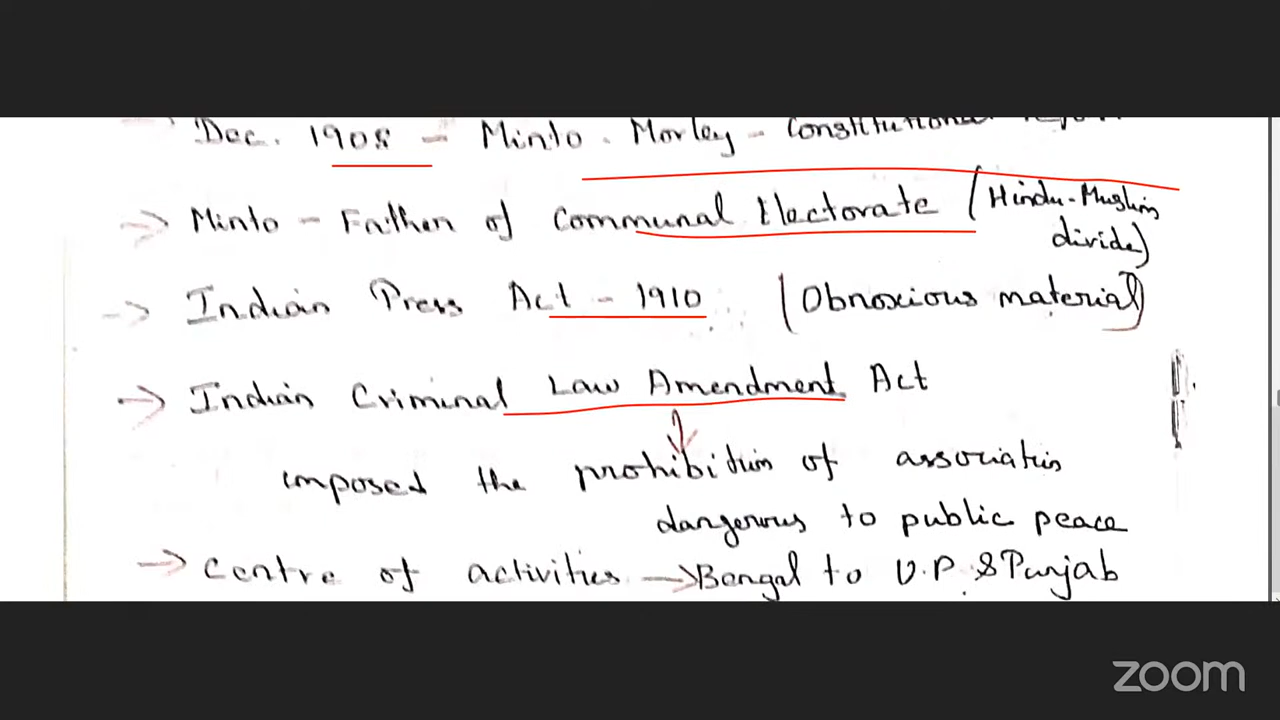 Dec. 1908 - Minto. Morley - Constitutional
→ Minto - Father of Communal Electorate (Hindu-Muslim
divide)
→ Indian Press Act - 1910 (Obnoxious material)
→ Indian Criminal Law Amendment Act
imposed the prohibition of association
dangerous to public peace
→ Centre of activities → Bengal to U.P. & Punjab
zoom